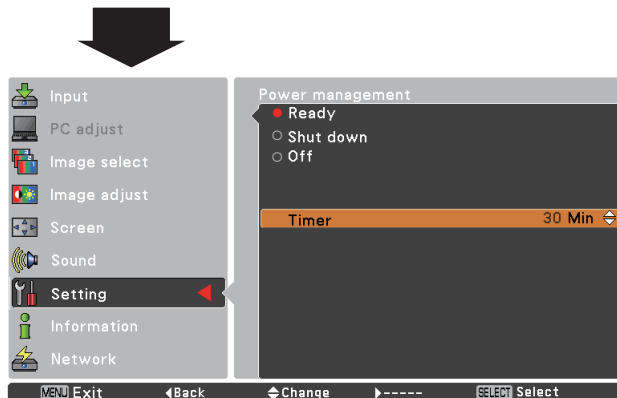 Input
PC adjust
Image select
Image adjust
Screen
Sound
Setting
Information
Network
Power management
Ready
Shut down
Off
Timer 30 Min
MENU Exit Back Change ----- SELECT Select